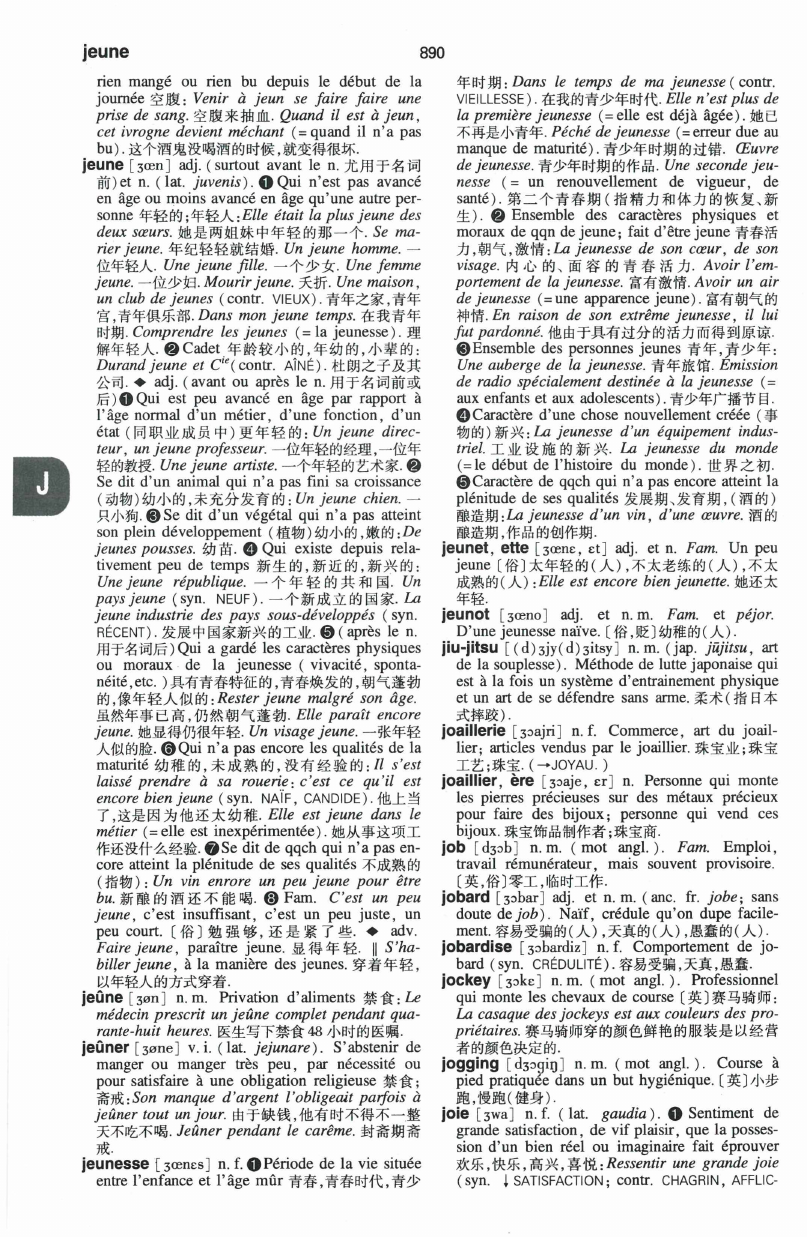 jeune
890
rien mangé ou rien bu depuis le début de la
journée 空腹: Venir à jeun se faire faire une
prise de sang. 空腹来抽血. Quand il est à jeun,
cet ivrogne devient méchant (= quand il n'a pas
bu). 这个酒鬼没喝酒的时候,就变得很坏.
jeune [ʒœn] adj. (surtout avant le n. 尤用于名词
前) et n. (lat. juvenis). ❶ Qui n'est pas avancé
en âge ou moins avancé en âge qu'une autre per-
sonne 年轻的;年轻人:Elle était la plus jeune des
deux sœurs. 她是两姐妹中年轻的那一个. Se ma-
rier jeune. 年纪轻轻就结婚. Un jeune homme. 一
位年轻人. Une jeune fille. 一个少女. Une femme
jeune. 一位少妇. Mourir jeune. 夭折. Une maison,
un club de jeunes (contr. VIEUX). 青年之家,青年
宫,青年俱乐部. Dans mon jeune temps. 在我青年
时期. Comprendre les jeunes (= la jeunesse). 理
解年轻人. ❷ Cadet 年龄较小的,年幼的,小辈的:
Durand jeune et Cie (contr. AÎNÉ). 杜朗之子及其
公司. ◆ adj. (avant ou après le n. 用于名词前或
后) ❶ Qui est peu avancé en âge par rapport à
l'âge normal d'un métier, d'une fonction, d'un
état (同职业成员中)更年轻的: Un jeune direc-
teur, un jeune professeur. 一位年轻的经理,一位年
轻的教授. Une jeune artiste. 一个年轻的艺术家. ❷
Se dit d'un animal qui n'a pas fini sa croissance
(动物)幼小的,未充分发育的: Un jeune chien. 一
只小狗. ❸ Se dit d'un végétal qui n'a pas atteint
son plein développement (植物)幼小的,嫩的:De
jeunes pousses. 幼苗. ❹ Qui existe depuis rela-
tivement peu de temps 新生的,新近的,新兴的:
Une jeune république. 一个年轻的共和国. Un
pays jeune (syn. NEUF). 一个新成立的国家. La
jeune industrie des pays sous-développés (syn.
RÉCENT). 发展中国家新兴的工业. ❺ (après le n.
用于名词后) Qui a gardé les caractères physiques
ou moraux de la jeunesse ( vivacité, sponta-
néité, etc. ) 具有青春特征的,青春焕发的,朝气蓬勃
的,像年轻人似的:Rester jeune malgré son âge.
虽然年事已高,仍然朝气蓬勃. Elle paraît encore
jeune. 她显得仍很年轻. Un visage jeune. 一张年轻
人似的脸. ❻ Qui n'a pas encore les qualités de la
maturité 幼稚的,未成熟的,没有经验的: Il s'est
laissé prendre à sa rouerie; c'est ce qu'il est
encore bien jeune (syn. NAÏF, CANDIDE). 他上当
了,这是因为他还太幼稚. Elle est jeune dans le
métier (= elle est inexpérimentée). 她从事这项工
作还没什么经验. ❼ Se dit de qqch qui n'a pas en-
core atteint la plénitude de ses qualités 不成熟的
(指物): Un vin enrore un peu jeune pour être
bu. 新酿的酒还不能喝. ❽ Fam. C'est un peu
jeune, c'est insuffisant, c'est un peu juste, un
peu court. 〔俗〕勉强够,还是紧了些. ◆ adv.
Faire jeune, paraître jeune. 显得年轻. ‖ S'ha-
biller jeune, à la manière des jeunes. 穿着年轻,
以年轻人的方式穿着.
jeûne [ʒøn] n. m. Privation d'aliments 禁食: Le
médecin prescrit un jeûne complet pendant qua-
rante-huit heures. 医生写下禁食 48 小时的医嘱.
jeûner [ʒøne] v. i. (lat. jejunare). S'abstenir de
manger ou manger très peu, par nécessité ou
pour satisfaire à une obligation religieuse 禁食;
斋戒:Son manque d'argent l'obligeait parfois à
jeûner tout un jour. 由于缺钱,他有时不得不一整
天不吃不喝. Jeûner pendant le carême. 封斋期斋
戒.
jeunesse [ʒœnɛs] n. f. ❶ Période de la vie située
entre l'enfance et l'âge mûr 青春,青春时代,青少
J
年时期: Dans le temps de ma jeunesse (contr.
VIEILLESSE). 在我的青少年时代. Elle n'est plus de
la première jeunesse (= elle est déjà âgée). 她已
不再是小青年. Péché de jeunesse (= erreur due au
manque de maturité). 青少年时期的过错. Œuvre
de jeunesse. 青少年时期的作品. Une seconde jeu-
nesse (= un renouvellement de vigueur, de
santé). 第二个青春期(指精力和体力的恢复、新
生). ❷ Ensemble des caractères physiques et
moraux de qqn de jeune; fait d'être jeune 青春活
力,朝气,激情: La jeunesse de son cœur, de son
visage. 内心的、面容的青春活力. Avoir l'em-
portement de la jeunesse. 富有激情. Avoir un air
de jeunesse (= une apparence jeune). 富有朝气的
神情. En raison de son extrême jeunesse, il lui
fut pardonné. 他由于具有过分的活力而得到原谅.
❸ Ensemble des personnes jeunes 青年,青少年:
Une auberge de la jeunesse. 青年旅馆. Emission
de radio spécialement destinée à la jeunesse (=
aux enfants et aux adolescents). 青少年广播节目.
❹ Caractère d'une chose nouvellement créée (事
物的)新兴: La jeunesse d'un équipement indus-
triel. 工业设施的新兴. La jeunesse du monde
(= le début de l'histoire du monde). 世界之初.
❺ Caractère de qqch qui n'a pas encore atteint la
plénitude de ses qualités 发展期、发育期,(酒的)
酿造期:La jeunesse d'un vin, d'une œuvre. 酒的
酿造期,作品的创作期.
jeunet, ette [ʒœnɛ, ɛt] adj. et n. Fam. Un peu
jeune〔俗〕太年轻的(人),不太老练的(人),不太
成熟的(人):Elle est encore bien jeunette. 她还太
年轻.
jeunot [ʒœno] adj. et n. m. Fam. et péjor.
D'une jeunesse naïve. 〔俗,贬〕幼稚的(人).
jiu-jitsu [(d)ʒjy(d)ʒitsy] n. m. (jap. jūjitsu, art
de la souplesse). Méthode de lutte japonaise qui
est à la fois un système d'entrainement physique
et un art de se défendre sans arme. 柔术(指日本
式摔跤).
joaillerie [ʒɔajri] n. f. Commerce, art du joail-
lier; articles vendus par le joaillier. 珠宝业;珠宝
工艺;珠宝. (→JOYAU. )
joaillier, ère [ʒɔaje, ɛr] n. Personne qui monte
les pierres précieuses sur des métaux précieux
pour faire des bijoux; personne qui vend ces
bijoux. 珠宝饰品制作者;珠宝商.
job [dʒɔb] n. m. ( mot angl. ). Fam. Emploi,
travail rémunérateur, mais souvent provisoire.
〔英,俗〕零工,临时工作.
jobard [ʒɔbar] adj. et n. m. (anc. fr. jobe; sans
doute de job). Naïf, crédule qu'on dupe facile-
ment. 容易受骗的(人),天真的(人),愚蠢的(人).
jobardise [ʒɔbardiz] n. f. Comportement de jo-
bard (syn. CRÉDULITÉ). 容易受骗,天真,愚蠢.
jockey [ʒɔkɛ] n. m. ( mot angl. ). Professionnel
qui monte les chevaux de course〔英〕赛马骑师:
La casaque des jockeys est aux couleurs des pro-
priétaires. 赛马骑师穿的颜色鲜艳的服装是以经营
者的颜色决定的.
jogging [dʒɔgiŋ] n. m. ( mot angl. ). Course à
pied pratiquée dans un but hygiénique.〔英〕小步
跑,慢跑(健身).
joie [ʒwa] n. f. ( lat. gaudia). ❶ Sentiment de
grande satisfaction, de vif plaisir, que la posses-
sion d'un bien réel ou imaginaire fait éprouver
欢乐,快乐,高兴,喜悦:Ressentir une grande joie
(syn. ↓SATISFACTION; contr. CHAGRIN, AFFLIC-